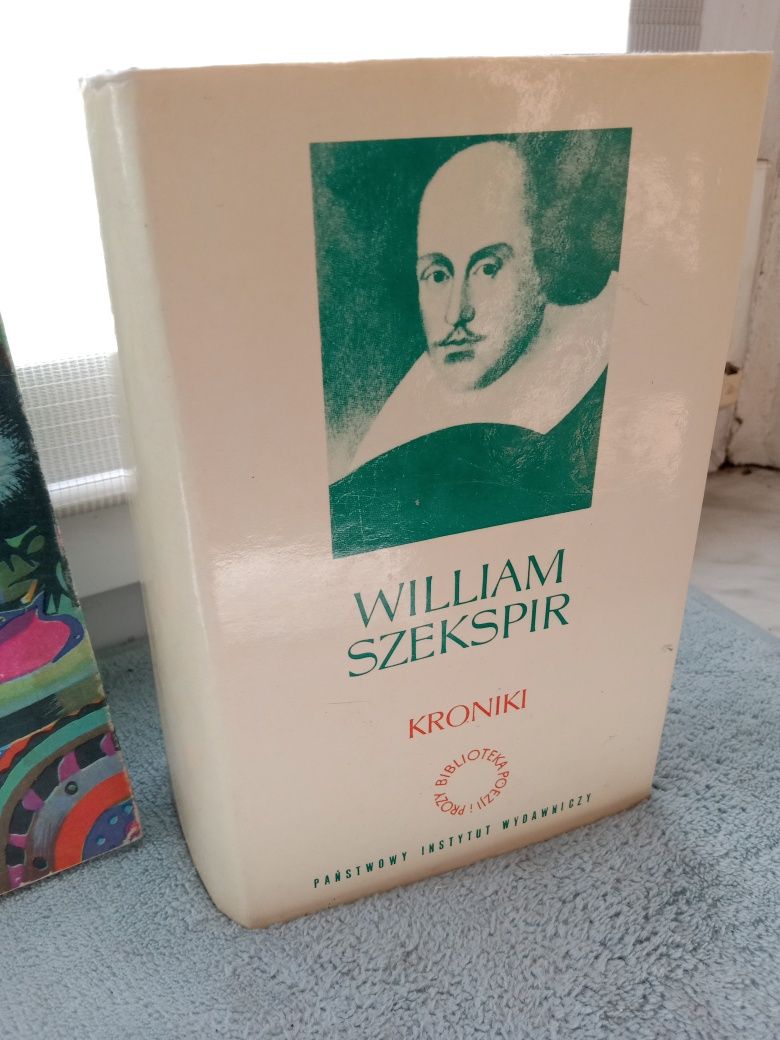 WILLIAM
SZEKSPIR
KRONIKI
BIBLIOTEKA POEZJI i PROZY
PAŃSTWOWY INSTYTUT WYDAWNICZY